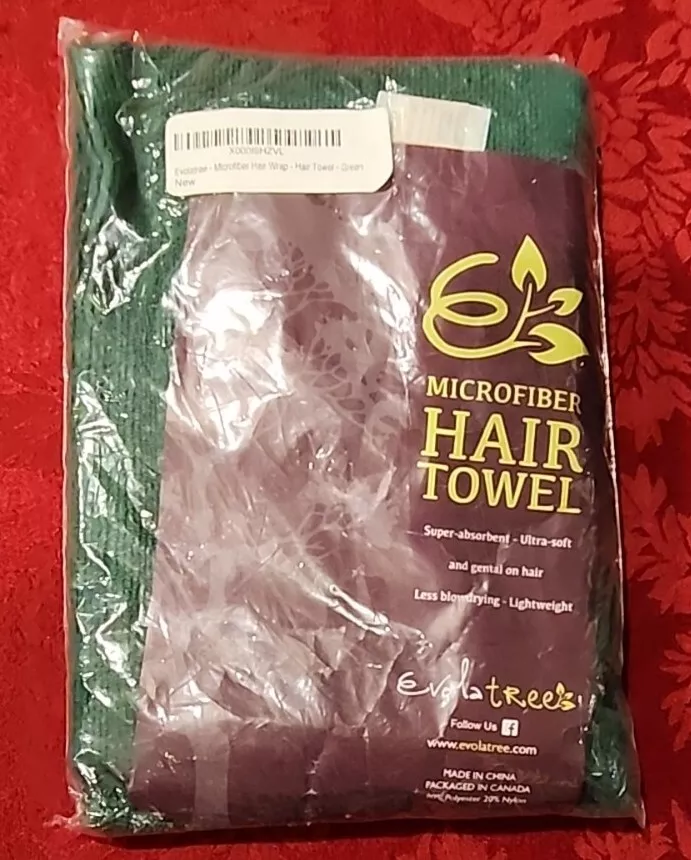 Evolatree - Microfiber Hair Wrap - Hair Towel - Green
New
MICROFIBER
HAIR
TOWEL
Super-absorbent - Ultra-soft
and gental on hair
Less blowdrying - Lightweight
Evolatree
Follow Us
www.evolatree.com
MADE IN CHINA
PACKAGED IN CANADA
Polyester 20% Nylon